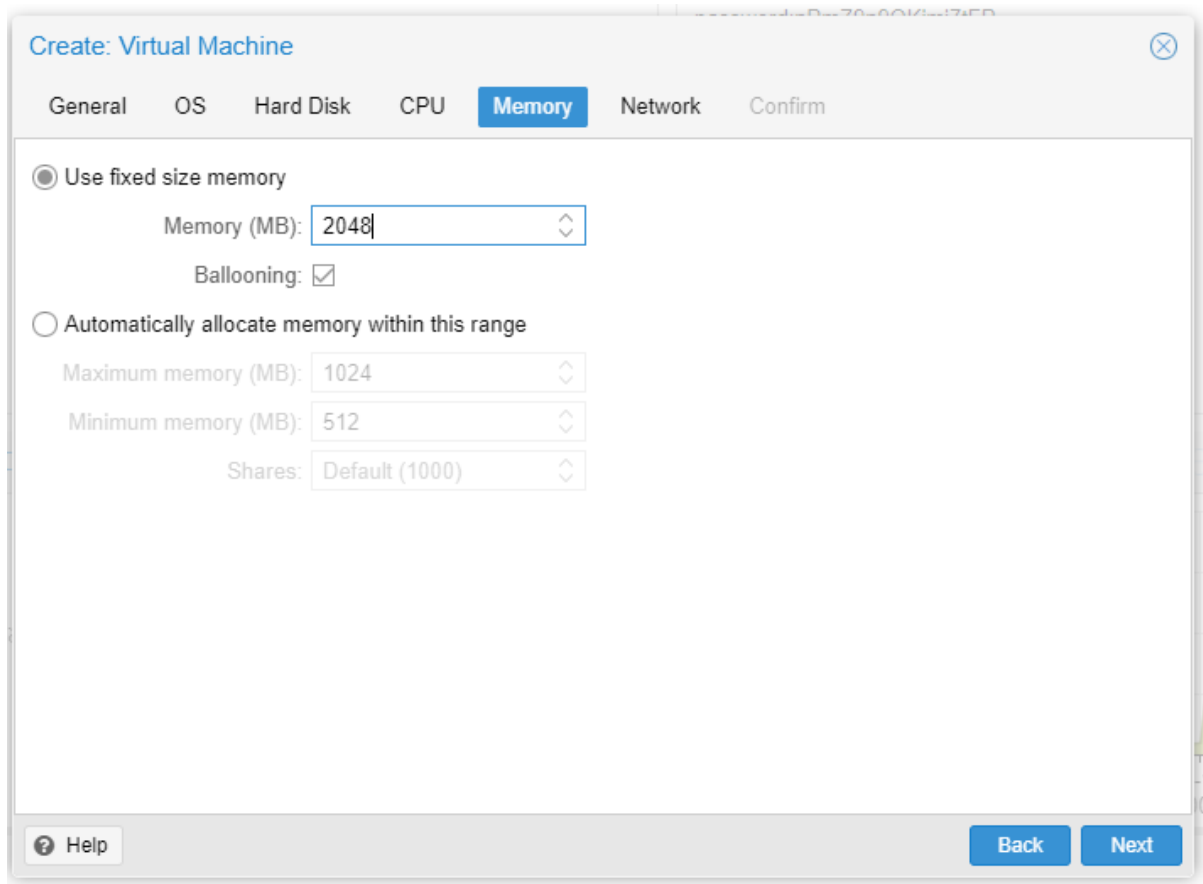 Create: Virtual Machine
General OS Hard Disk CPU Memory Network Confirm
Use fixed size memory
Memory (MB): 2048
Ballooning:
Automatically allocate memory within this range
Maximum memory (MB): 1024
Minimum memory (MB): 512
Shares: Default (1000)
Help Back Next